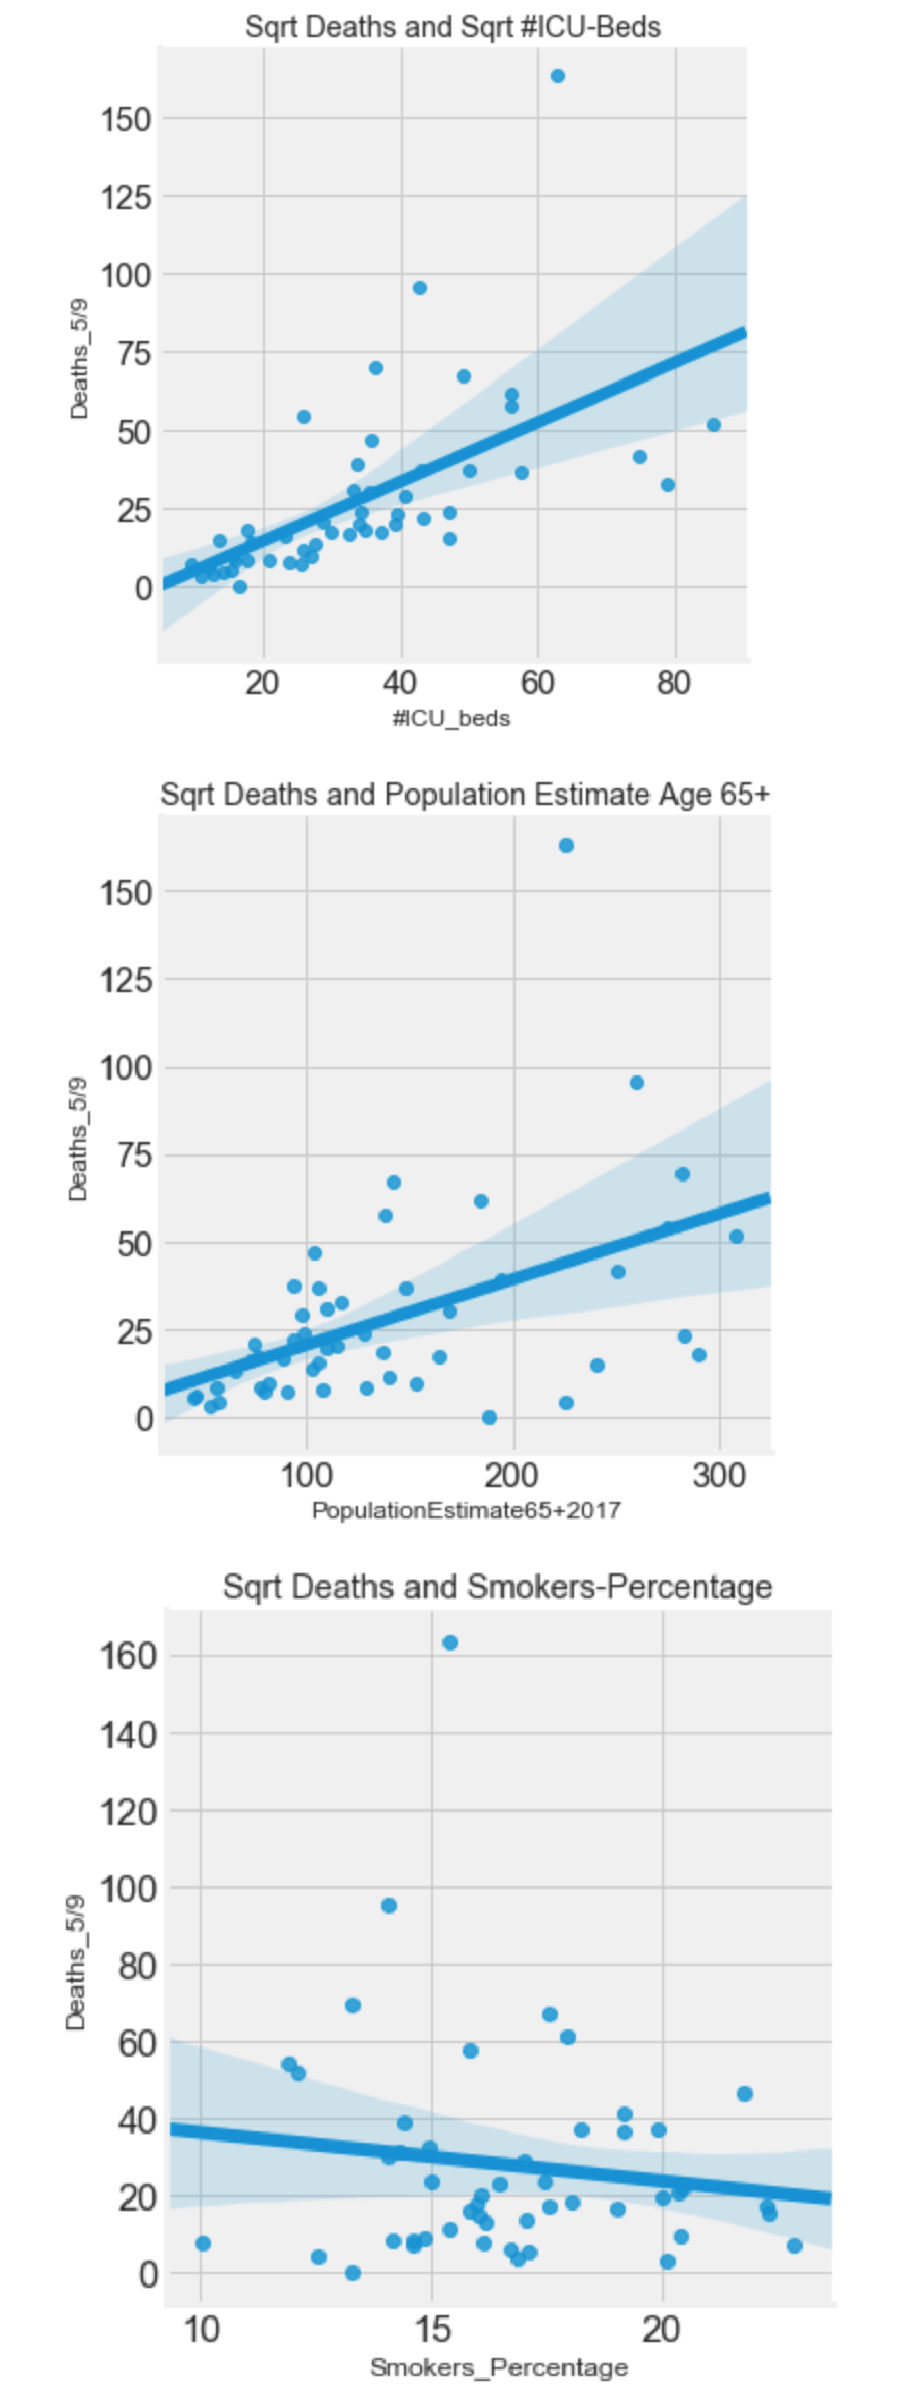 Sqrt Deaths and Sqrt #ICU-Beds
150
125
100
75
50
25
0
Deaths_5/9
20 40 60 80
#ICU_beds
Sqrt Deaths and Population Estimate Age 65+
150
125
100
75
50
25
0
Deaths_5/9
100 200 300
PopulationEstimate65+2017
Sqrt Deaths and Smokers-Percentage
160
140
120
100
80
60
40
20
0
Deaths_5/9
10 15 20
Smokers_Percentage